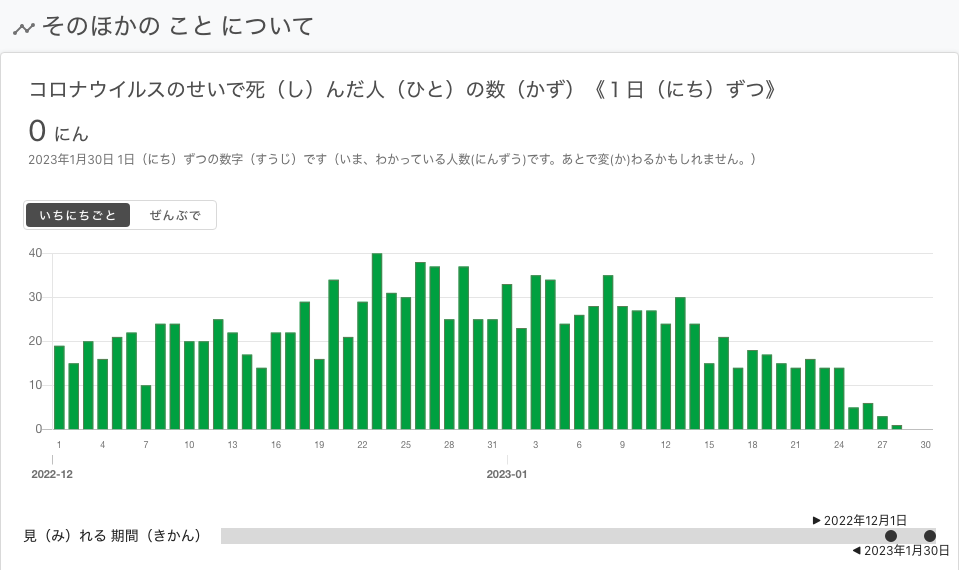 そのほかの こと について
コロナウイルスのせいで死（し）んだ人（ひと）の数（かず）《１日（にち）ずつ》
0 にん
2023年1月30日 1日（にち）ずつの数字（すうじ）です（いま、わかっている人数(にんずう)です。あとで変(か)わるかもしれません。）
いちにちごと ぜんぶで
40
30
20
10
0
1 4 7 10 13 16 19 22 25 28 31 3 6 9 12 15 18 21 24 27 30
2022-12 2023-01
▶ 2022年12月1日
見（み）れる 期間（きかん）
◀ 2023年1月30日